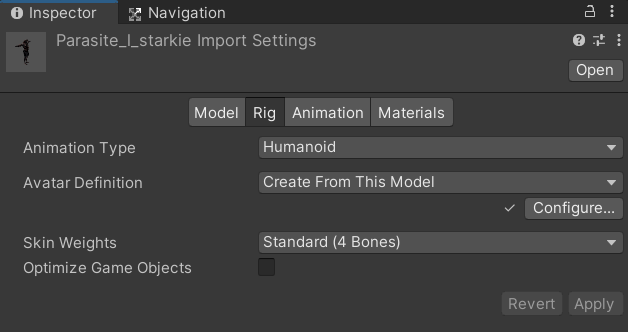 Inspector Navigation
Parasite_l_starkie Import Settings
Open
Model Rig Animation Materials
Animation Type Humanoid
Avatar Definition Create From This Model
Configure...
Skin Weights Standard (4 Bones)
Optimize Game Objects
Revert Apply